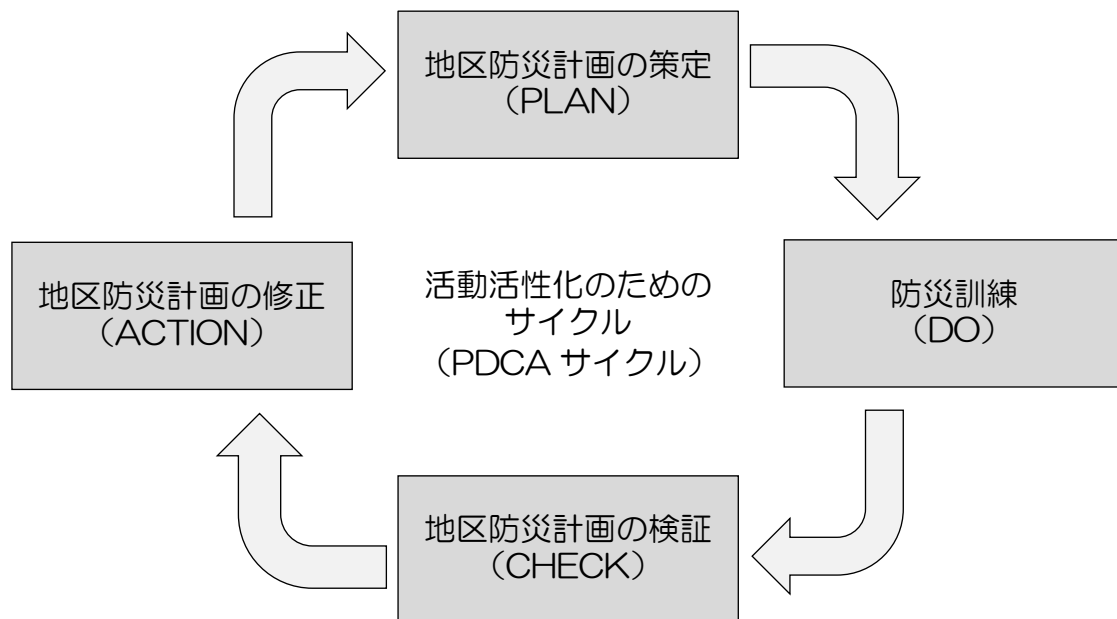 地区防災計画の策定
（PLAN）
地区防災計画の修正
（ACTION）
活動活性化のための
サイクル
（PDCA サイクル）
防災訓練
（DO）
地区防災計画の検証
（CHECK）